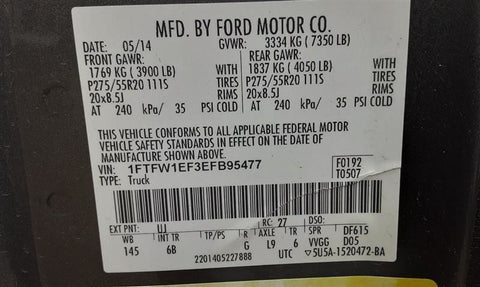 MFD. BY FORD MOTOR CO.
DATE: 05/14 GVWR: 3334 KG ( 7350 LB)
FRONT GAWR: REAR GAWR:
1769 KG ( 3900 LB) WITH 1837 KG ( 4050 LB) WITH
P275/55R20 111S TIRES P275/55R20 111S TIRES
20x8.5J RIMS 20x8.5J RIMS
AT 240 kPa/ 35 PSI COLD AT 240 kPa/ 35 PSI COLD
THIS VEHICLE CONFORMS TO ALL APPLICABLE FEDERAL MOTOR
VEHICLE SAFETY STANDARDS IN EFFECT ON THE DATE OF
MANUFACTURE SHOWN ABOVE.
VIN: 1FTFW1EF3EFB95477 F0192
TYPE: Truck T0507
EXT PNT: UJ RC: 27 DSO:
WB INT TR TP/PS R AXLE TR SPR DF615
145 6B G L9 6 VVGG D05
2201405227888 UTC ▽5U5A-1520472-BA